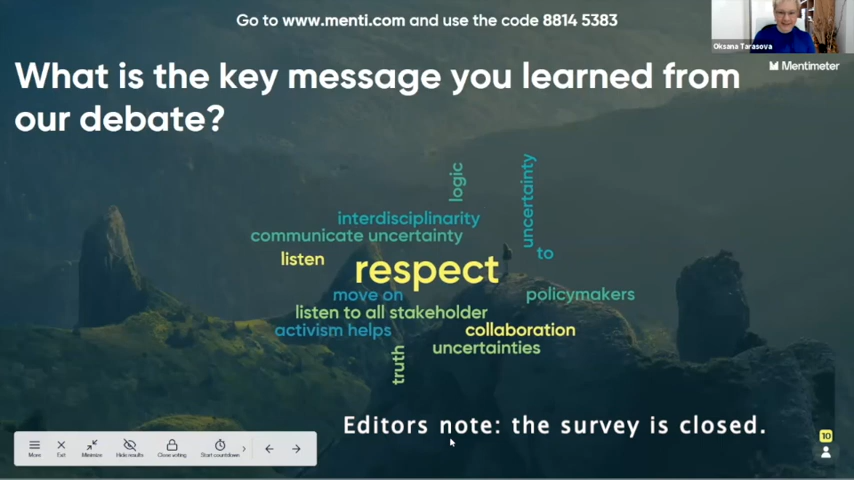 Go to www.menti.com and use the code 8814 5383
Oksana Tarasova
Mentimeter
What is the key message you learned from
our debate?
logic
uncertainty
interdisciplinarity
communicate uncertainty
to
listen
respect
move on
policymakers
listen to all stakeholder
activism helps
collaboration
uncertainties
truth
Editors note: the survey is closed.
10
More
Exit
Minimize
Hide results
Close voting
Start countdown